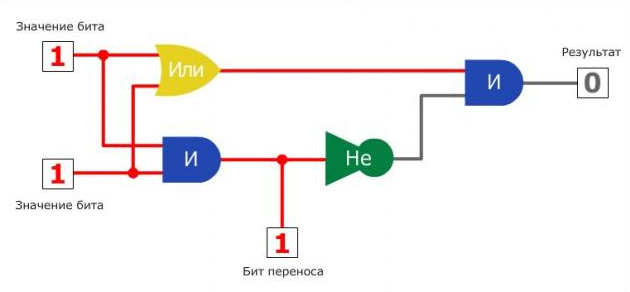 Значение бита
1
Или
И
Результат
0
И
Не
1
Значение бита
1
Бит переноса